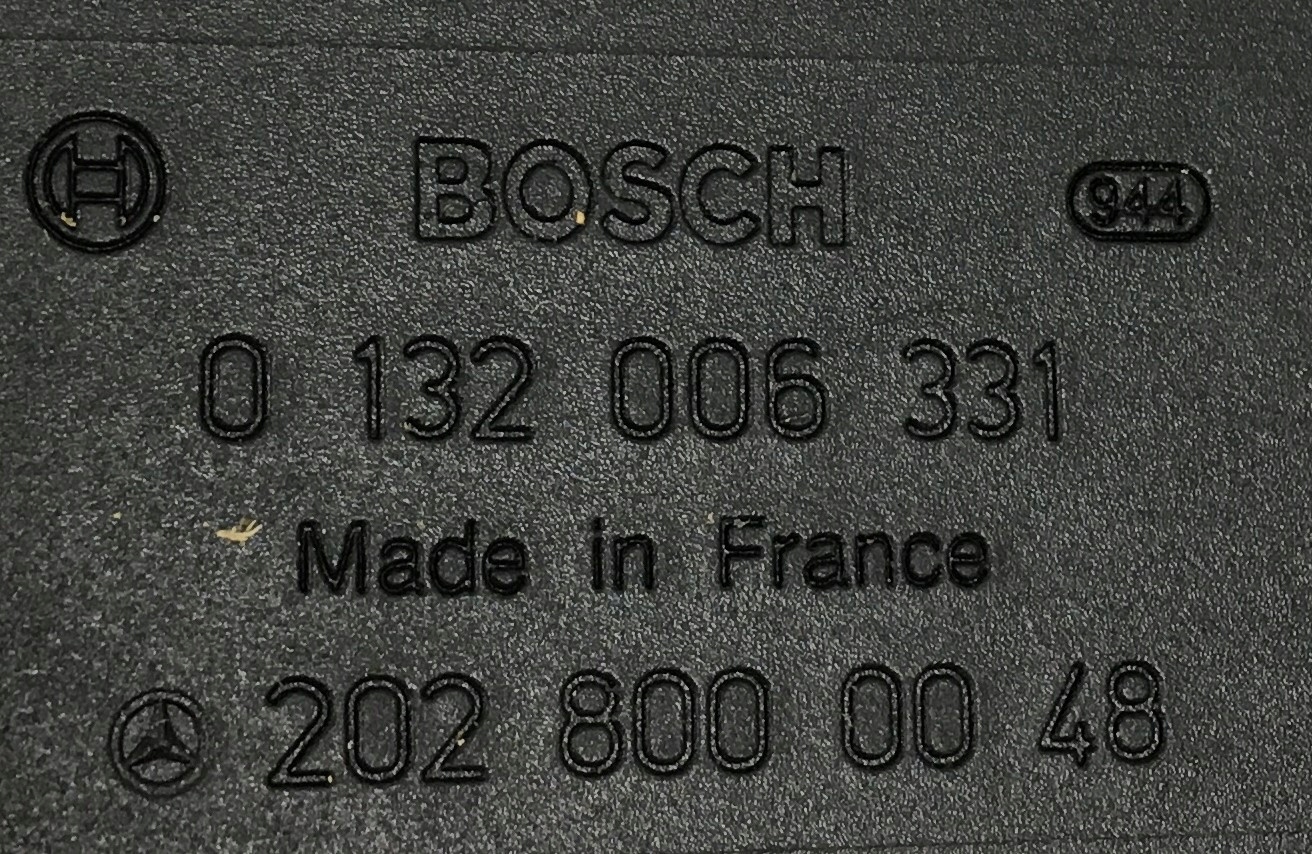 BOSCH 944
0 132 006 331
Made in France
202 800 00 48